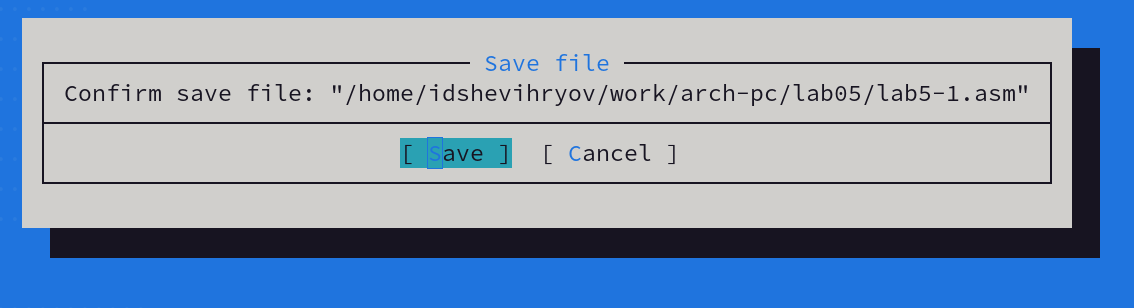 Save file
Confirm save file: "/home/idshevihryov/work/arch-pc/lab05/lab5-1.asm"
[ Save ] [ Cancel ]